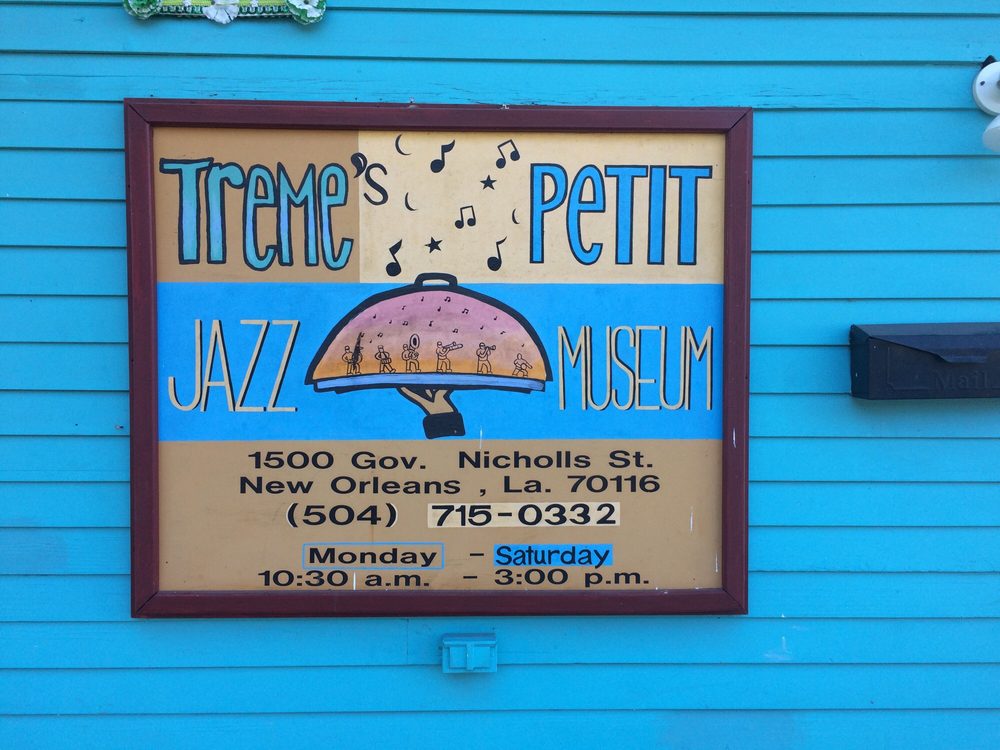 Treme's Petit
Jazz Museum
1500 Gov. Nicholls St.
New Orleans , La. 70116
(504) 715-0332
Monday - Saturday
10:30 a.m. - 3:00 p.m.
Mail